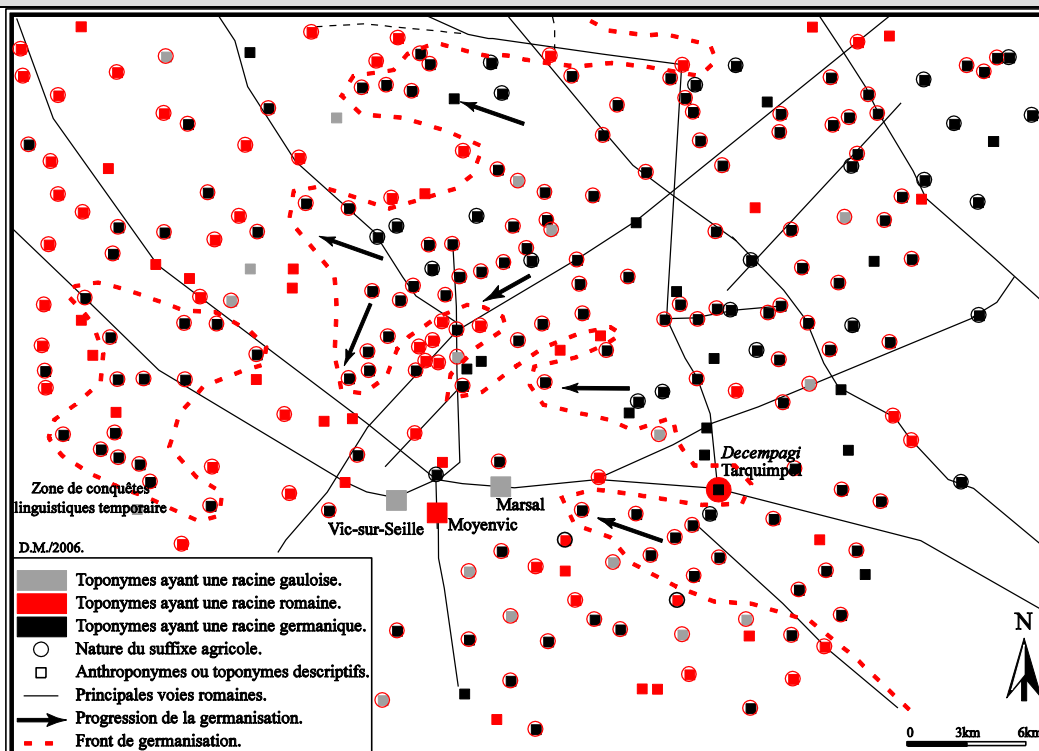 Decempagi
Tarquimpol
Marsal
Vic-sur-Seille
Moyenvic
Zone de conquêtes
linguistiques temporaire
D.M./2006.
Toponymes ayant une racine gauloise.
Toponymes ayant une racine romaine.
Toponymes ayant une racine germanique.
Nature du suffixe agricole.
Anthroponymes ou toponymes descriptifs.
Principales voies romaines.
Progression de la germanisation.
Front de germanisation.
N
0 3km 6km